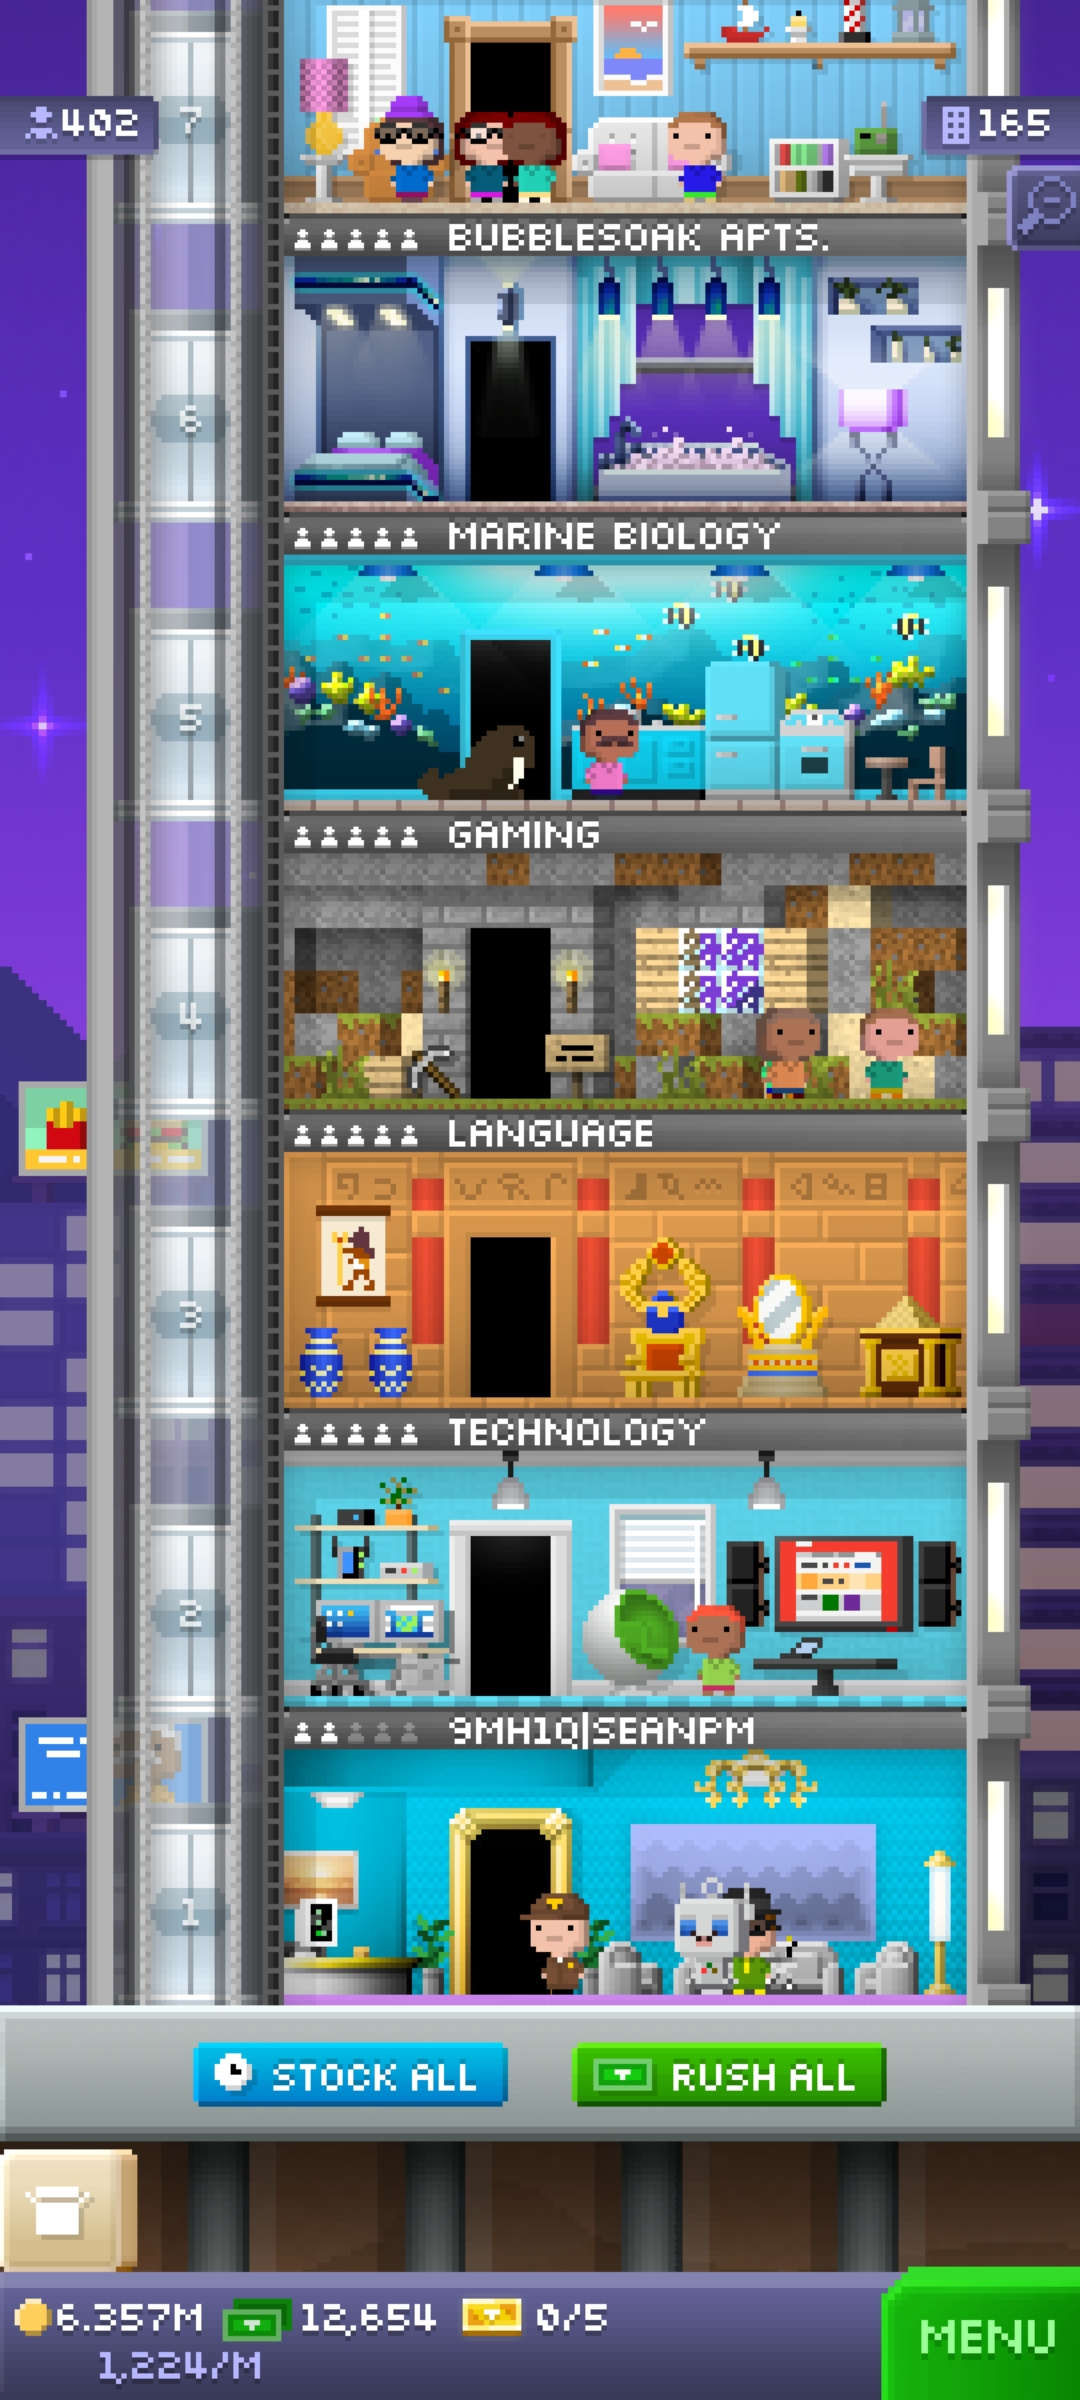 402
7
165
BUBBLESOAK APTS.
6
MARINE BIOLOGY
5
GAMING
4
LANGUAGE
3
TECHNOLOGY
2
9MH1Q|SEANPM
1
STOCK ALL
RUSH ALL
6.357M
12,654
0/5
1,224/M
MENU